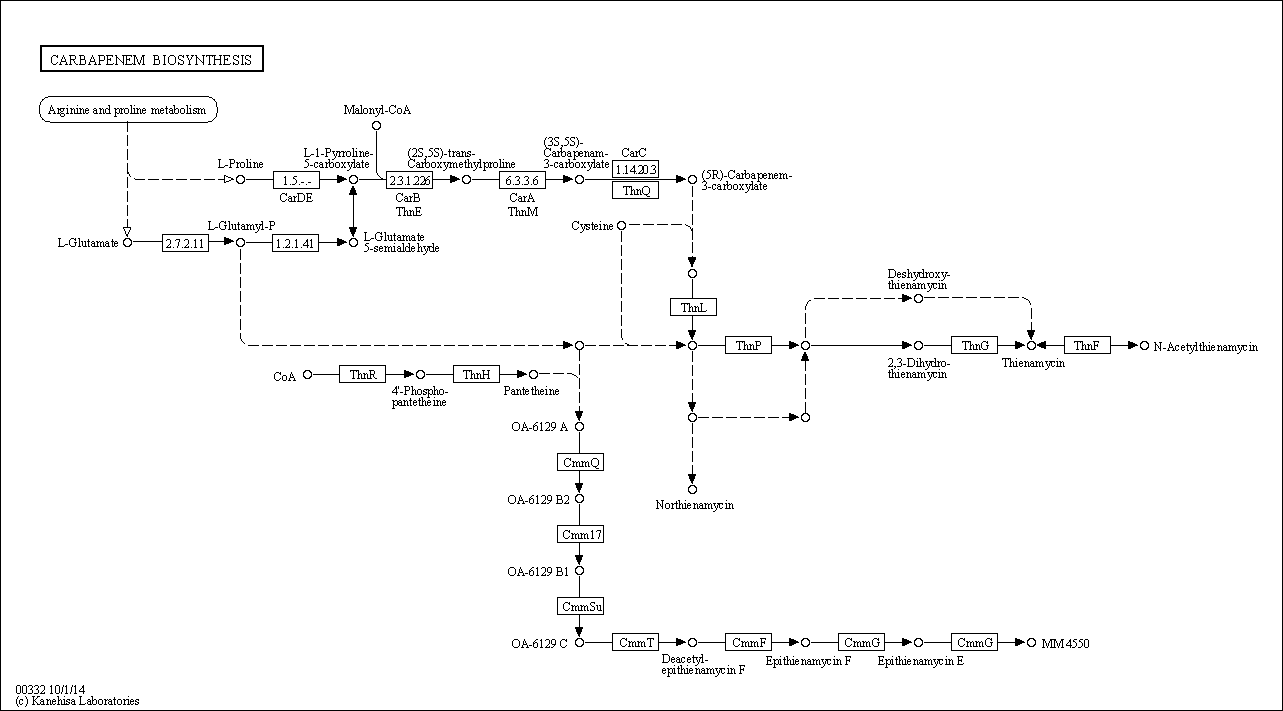 CARBAPENEM BIOSYNTHESIS
Arginine and proline metabolism
Malonyl-CoA
L-Proline
1.5.-.-
CarDE
L-1-Pyrroline-
5-carboxylate
2.3.1.226
CarB
ThnE
(2S,5S)-trans-
Carboxymethylproline
6.3.3.6
CarA
ThnM
(3S,5S)-
Carbapenam-
3-carboxylate
CarC
1.14.20.3
ThnQ
(5R)-Carbapenem-
3-carboxylate
L-Glutamate
2.7.2.11
L-Glutamyl-P
1.2.1.41
L-Glutamate
5-semialdehyde
Cysteine
ThnL
Deshydroxy-
thienamycin
ThnP
2,3-Dihydro-
thienamycin
ThnG
Thienamycin
ThnF
N-Acetylthienamycin
CoA
ThnR
4'-Phospho-
pantetheine
ThnH
Pantetheine
OA-6129 A
CmmQ
OA-6129 B2
Northienamycin
Cmm17
OA-6129 B1
CmmSu
OA-6129 C
CmmT
Deacetyl-
epithienamycin F
CmmF
Epithienamycin F
CmmG
Epithienamycin E
CmmG
MM 4550
00332 10/1/14
(c) Kanehisa Laboratories